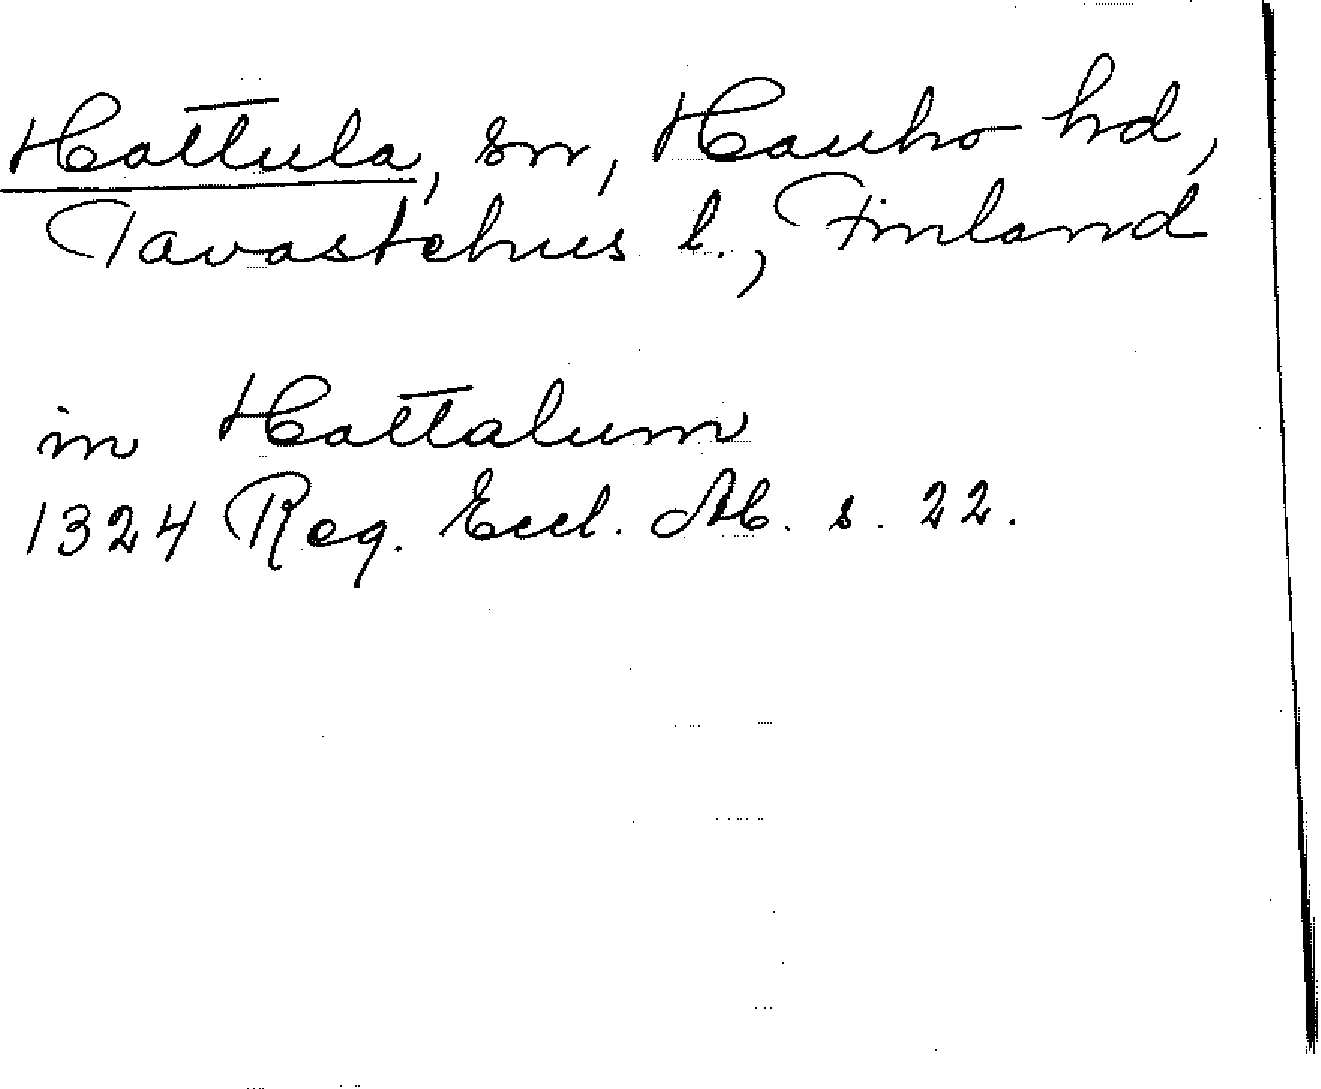 Hattula, sn, Hauho hd,
Tavastehus l., Finland
in Hattalum
1324 Reg. Eccl. Ab. s. 22.